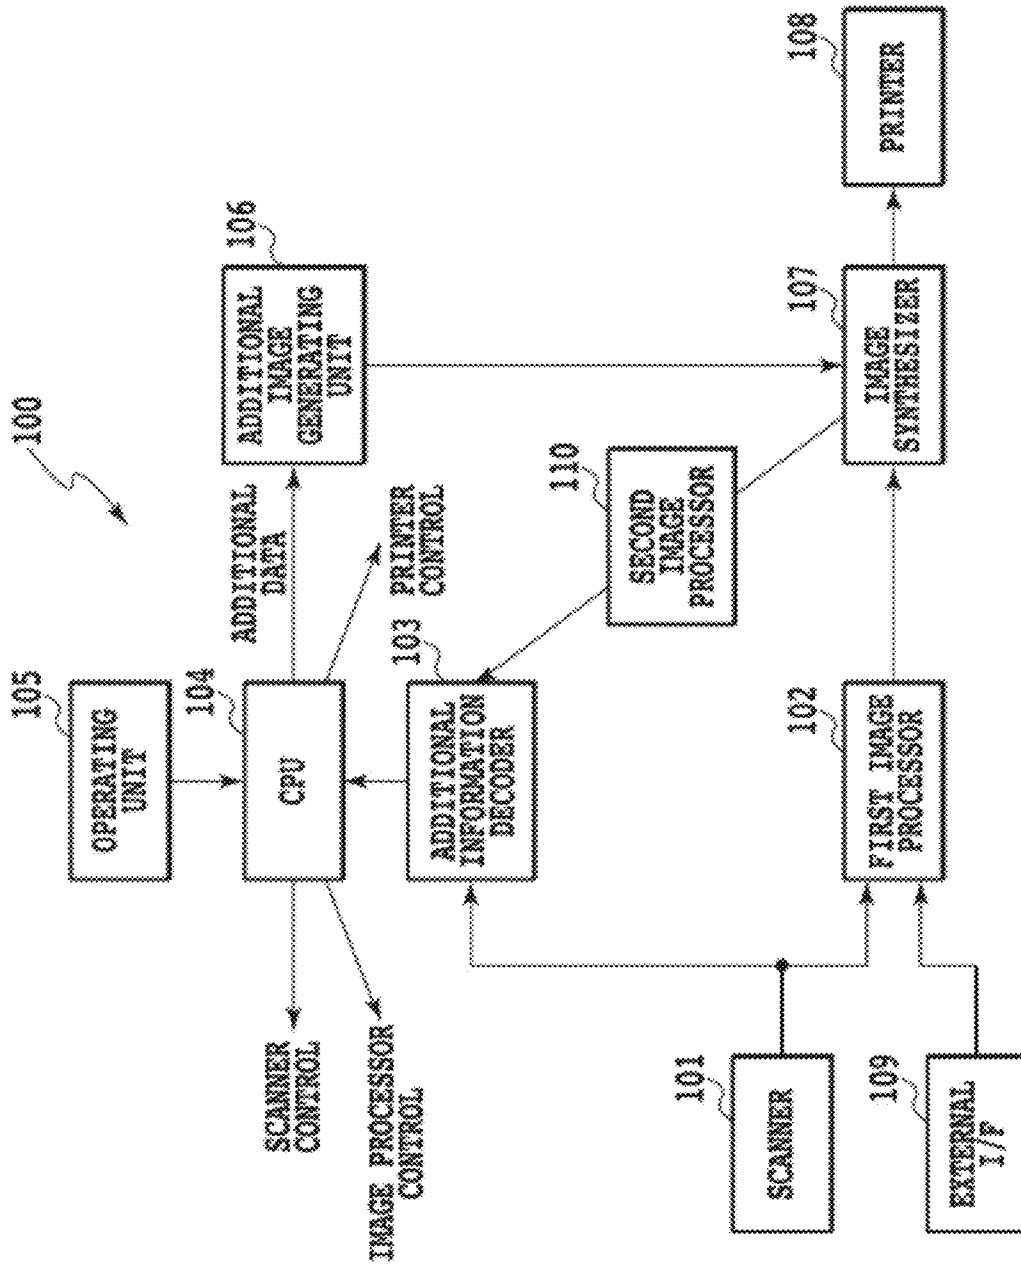 100
105
OPERATING
UNIT
104
CPU
SCANNER
CONTROL
IMAGE PROCESSOR
CONTROL
ADDITIONAL
DATA
PRINTER
CONTROL
106
ADDITIONAL
IMAGE
GENERATING
UNIT
103
ADDITIONAL
INFORMATION
DECODER
110
SECOND
IMAGE
PROCESSOR
101
SCANNER
109
EXTERNAL
I/F
102
FIRST IMAGE
PROCESSOR
107
IMAGE
SYNTHESIZER
108
PRINTER